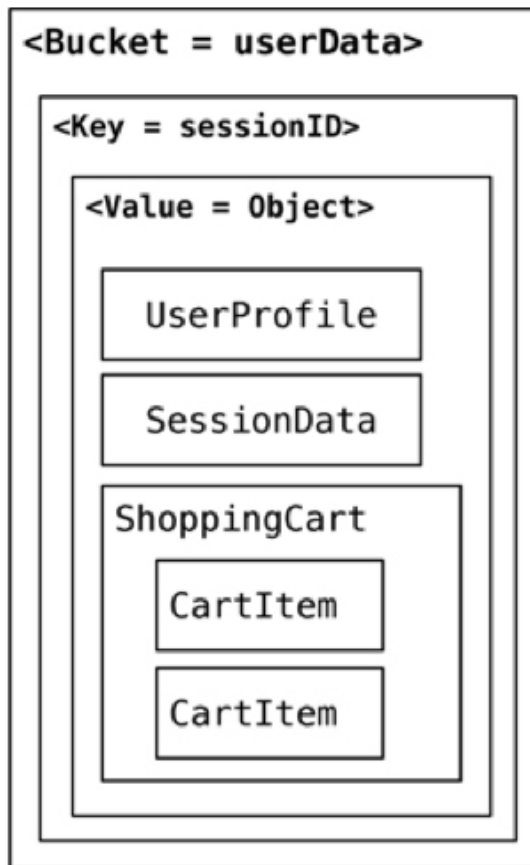 <Bucket = userData>
<Key = sessionID>
<Value = Object>
UserProfile
SessionData
ShoppingCart
CartItem
CartItem